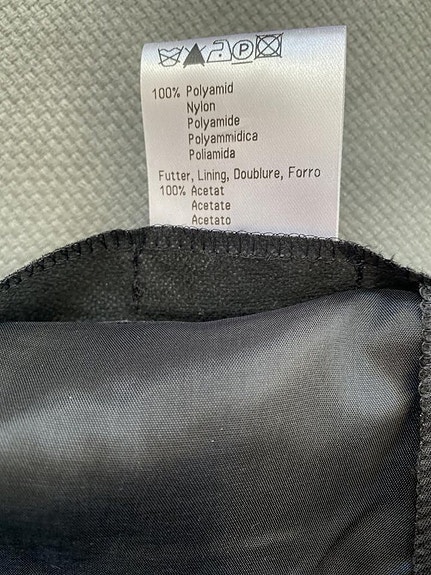 100% Polyamid
Nylon
Polyamide
Polyammidica
Poliamida
Futter, Lining, Doublure, Forro
100% Acetat
Acetate
Acetato